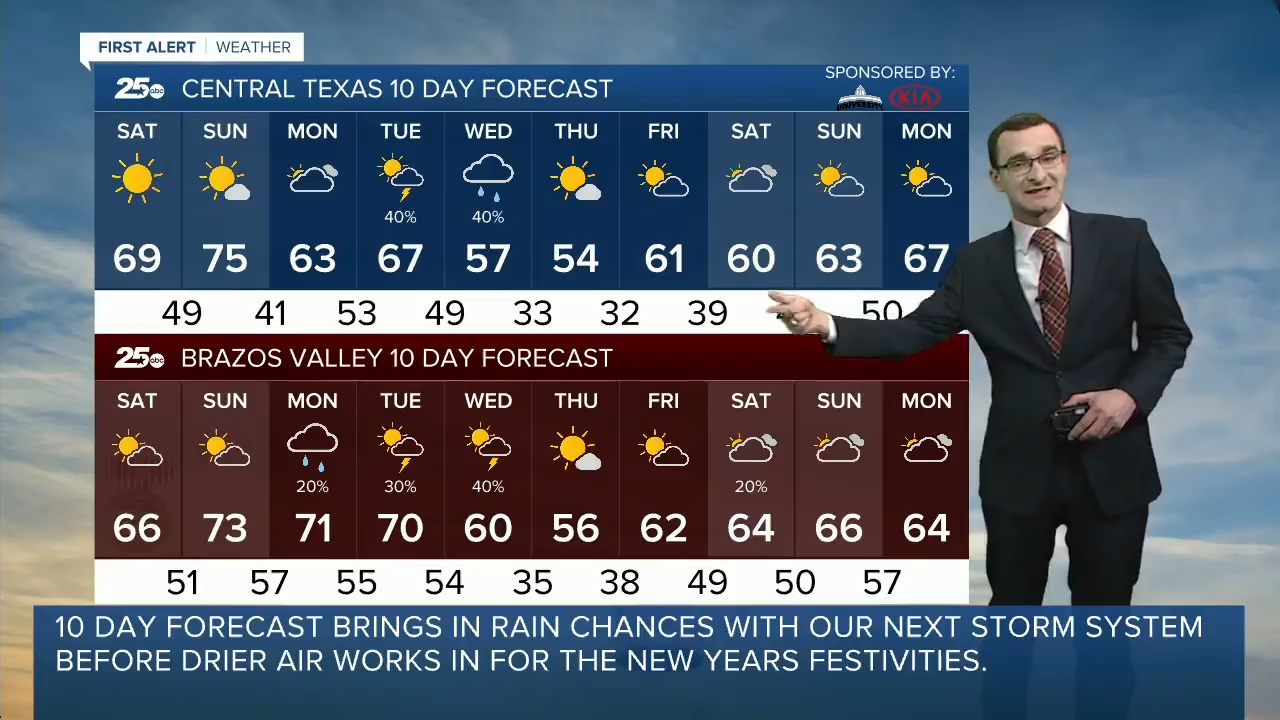 FIRST ALERT | WEATHER
25 abc CENTRAL TEXAS 10 DAY FORECAST
SPONSORED BY:
UNIVERSITY KIA
SAT SUN MON TUE WED THU FRI SAT SUN MON
40% 40%
69 75 63 67 57 54 61 60 63 67
49 41 53 49 33 32 39 50
25 abc BRAZOS VALLEY 10 DAY FORECAST
SAT SUN MON TUE WED THU FRI SAT SUN MON
20% 30% 40% 20%
66 73 71 70 60 56 62 64 66 64
51 57 55 54 35 38 49 50 57
10 DAY FORECAST BRINGS IN RAIN CHANCES WITH OUR NEXT STORM SYSTEM
BEFORE DRIER AIR WORKS IN FOR THE NEW YEARS FESTIVITIES.